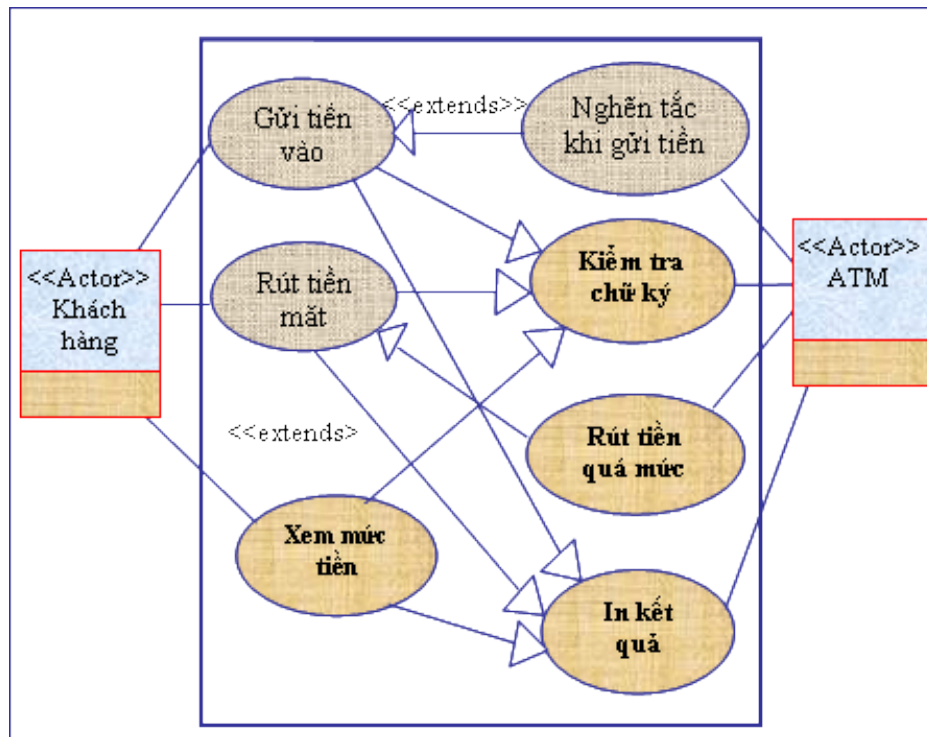 Gửi tiền
vào
<<extends>>
Nghẽn tắc
khi gửi tiền
<<Actor>>
Khách
hàng
Rút tiền
mặt
Kiểm tra
chữ ký
<<Actor>>
ATM
<<extends>
Rút tiền
quá mức
Xem mức
tiền
In kết
quả